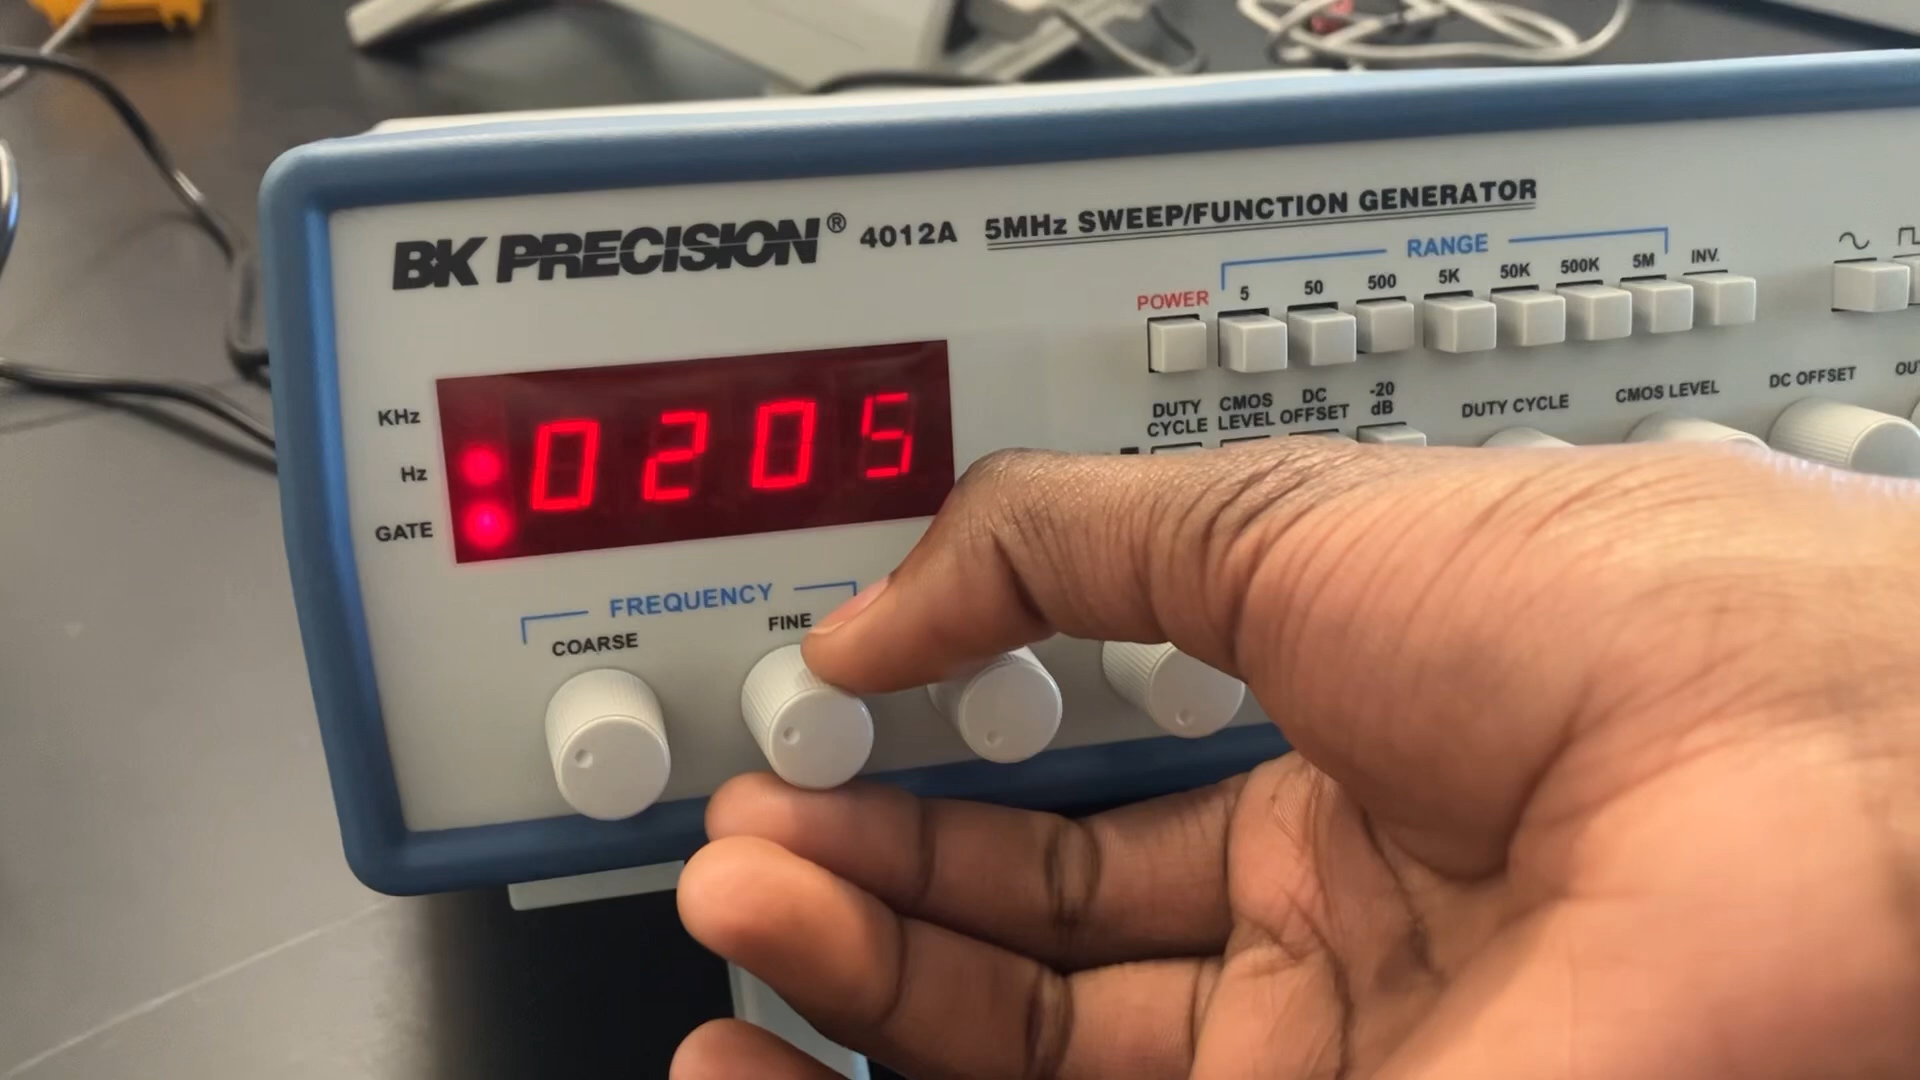 BK PRECISION® 4012A 5MHz SWEEP/FUNCTION GENERATOR
RANGE
POWER 5 50 500 5K 50K 500K 5M INV.
KHz
Hz
GATE
0205
DUTY CYCLE
CMOS LEVEL
DC OFFSET
-20 dB
DUTY CYCLE
CMOS LEVEL
DC OFFSET
FREQUENCY
COARSE
FINE